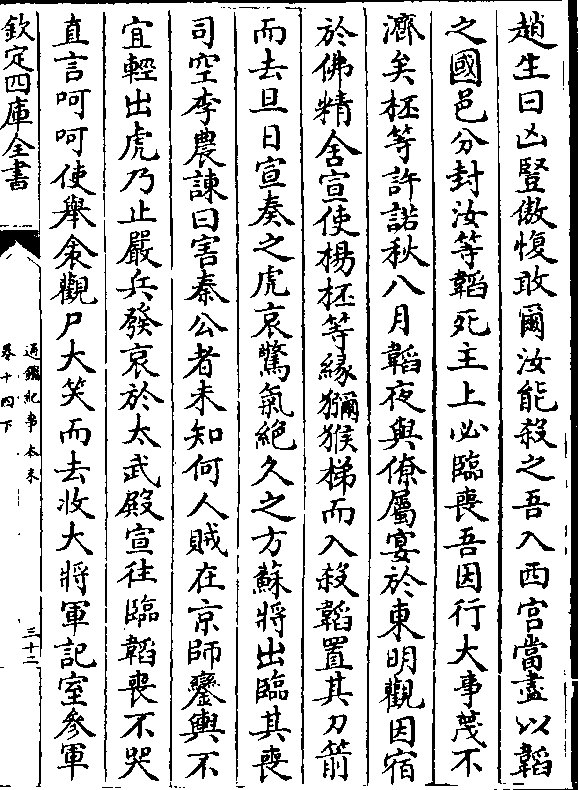 趙生曰凶豎傲愎敢爾汝能殺之吾入西宮當盡以韜
之國邑分封汝等韜死主上必臨喪吾因行大事蔑不
濟矣柸等許諾秋八月韜夜與僚屬宴於東明觀因宿
於佛精舍宣使楊柸等緣獼猴梯而入殺韜置其刀箭
而去旦日宣奏之虎哀驚氣絶久之方蘇將出臨其喪
司空李農諫曰害秦公者未知何人賊在京師鑾輿不
宜輕出虎乃止嚴兵發哀於太武殿宣往臨韜喪不哭
直言呵呵使舉衾觀尸大笑而去收大將軍記室參軍
欽定四庫全書
通鑑紀事本末
卷十四下
三十二